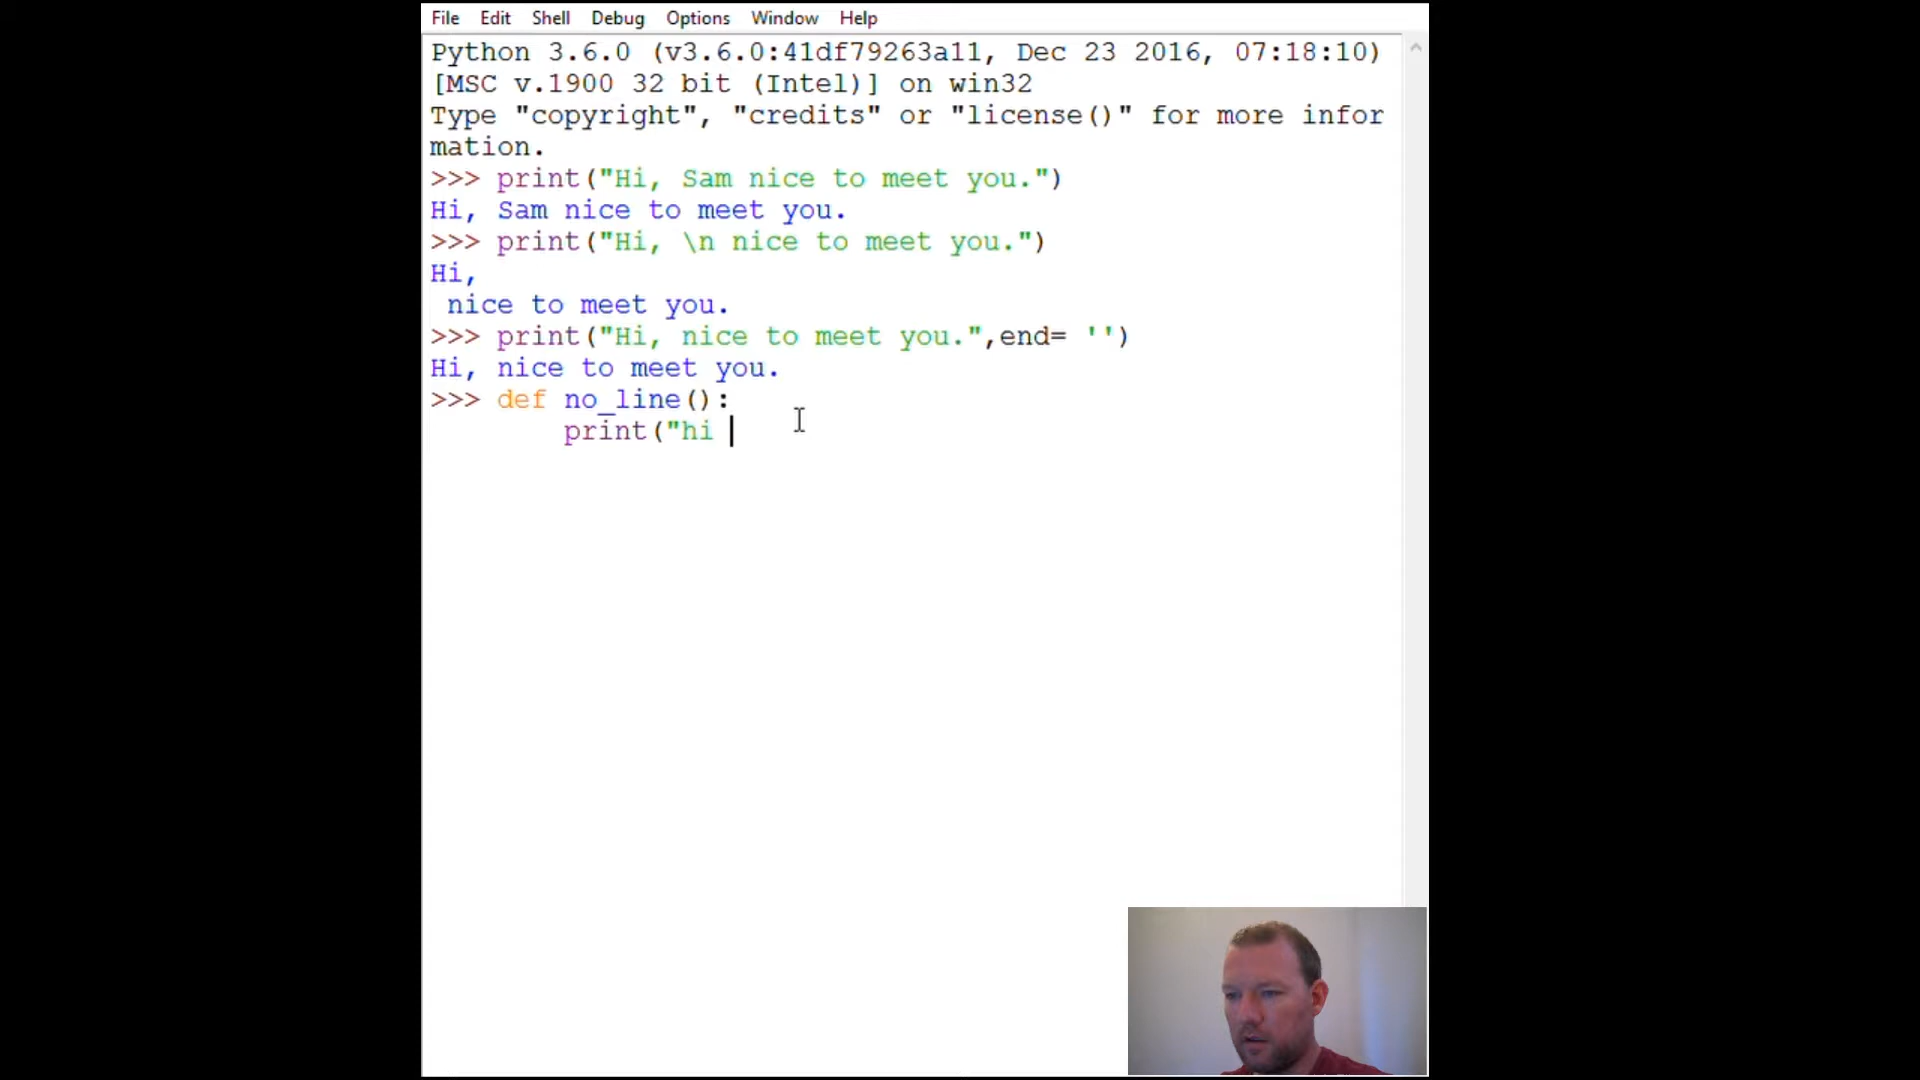 File Edit Shell Debug Options Window Help
Python 3.6.0 (v3.6.0:41df79263a11, Dec 23 2016, 07:18:10)
[MSC v.1900 32 bit (Intel)] on win32
Type "copyright", "credits" or "license()" for more infor
mation.
>>> print("Hi, Sam nice to meet you.")
Hi, Sam nice to meet you.
>>> print("Hi, \n nice to meet you.")
Hi,
 nice to meet you.
>>> print("Hi, nice to meet you.",end= '')
Hi, nice to meet you.
>>> def no_line():
        print("hi